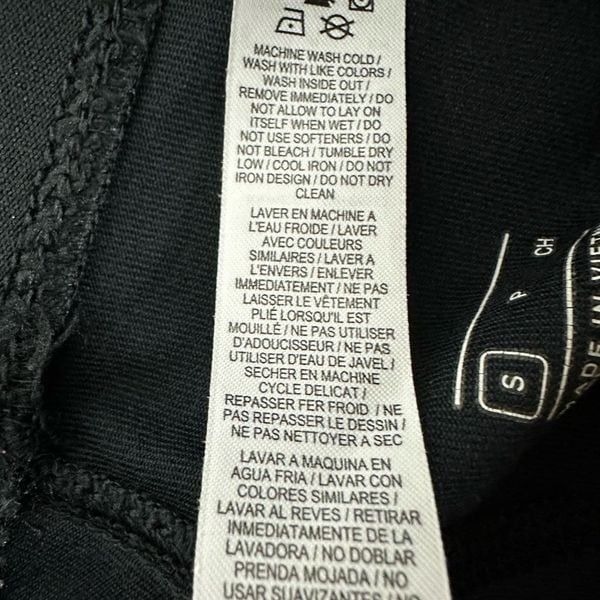 MACHINE WASH COLD /
WASH WITH LIKE COLORS /
WASH INSIDE OUT /
REMOVE IMMEDIATELY / DO
NOT ALLOW TO LAY ON
ITSELF WHEN WET / DO
NOT USE SOFTENERS / DO
NOT BLEACH / TUMBLE DRY
LOW / COOL IRON / DO NOT
IRON DESIGN / DO NOT DRY
CLEAN
LAVER EN MACHINE A
L'EAU FROIDE / LAVER
AVEC COULEURS
SIMILAIRES / LAVER A
L'ENVERS / ENLEVER
IMMEDIATEMENT / NE PAS
LAISSER LE VÊTEMENT
PLIÉ LORSQU'IL EST
MOUILLÉ / NE PAS UTILISER
D'ADOUCISSEUR / NE PAS
UTILISER D'EAU DE JAVEL /
SECHER EN MACHINE
CYCLE DELICAT /
REPASSER FER FROID / NE
PAS REPASSER LE DESSIN /
NE PAS NETTOYER A SEC
LAVAR A MAQUINA EN
AGUA FRIA / LAVAR CON
COLORES SIMILARES /
LAVAR AL REVES / RETIRAR
INMEDIATAMENTE DE LA
LAVADORA / NO DOBLAR
PRENDA MOJADA / NO
USAR SUAVIZANTES / NO
P CH
S
IN